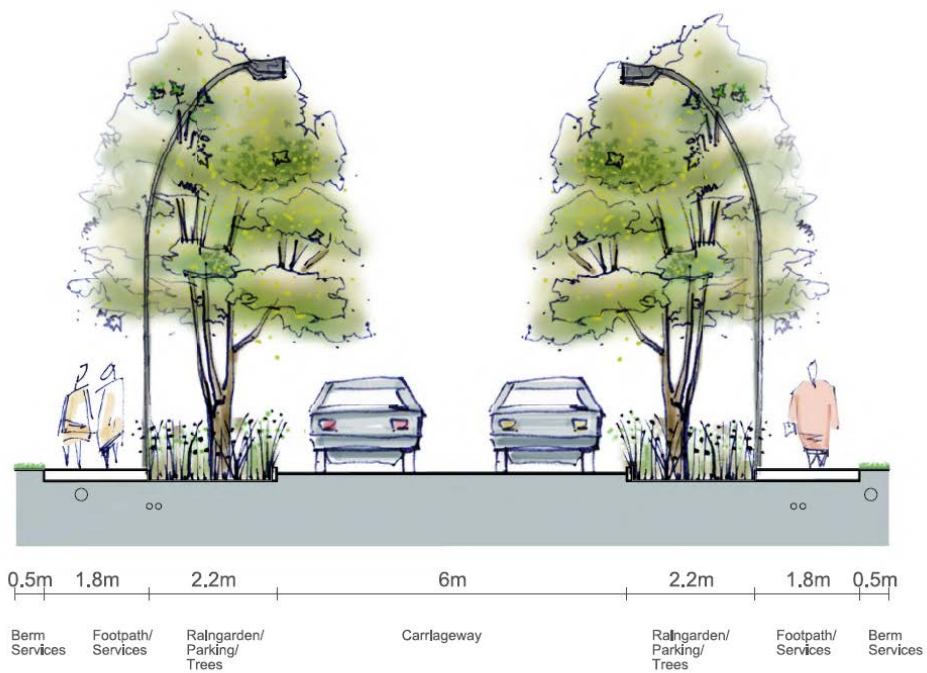 0.5m 1.8m 2.2m 6m 2.2m 1.8m 0.5m
Berm Services
Footpath/ Services
Raingarden/ Parking/ Trees
Carriageway
Raingarden/ Parking/ Trees
Footpath/ Services
Berm Services